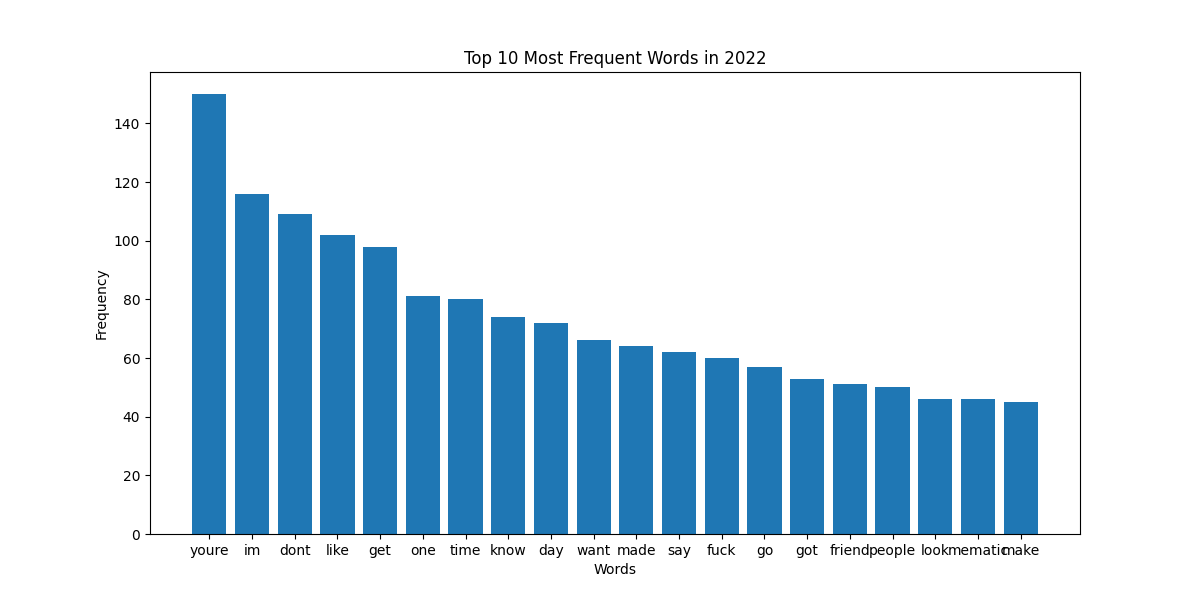 Top 10 Most Frequent Words in 2022
140
120
100
80
60
40
20
0
Frequency
youre im dont like get one time know day want made say fuck go got friend people look mematic make
Words